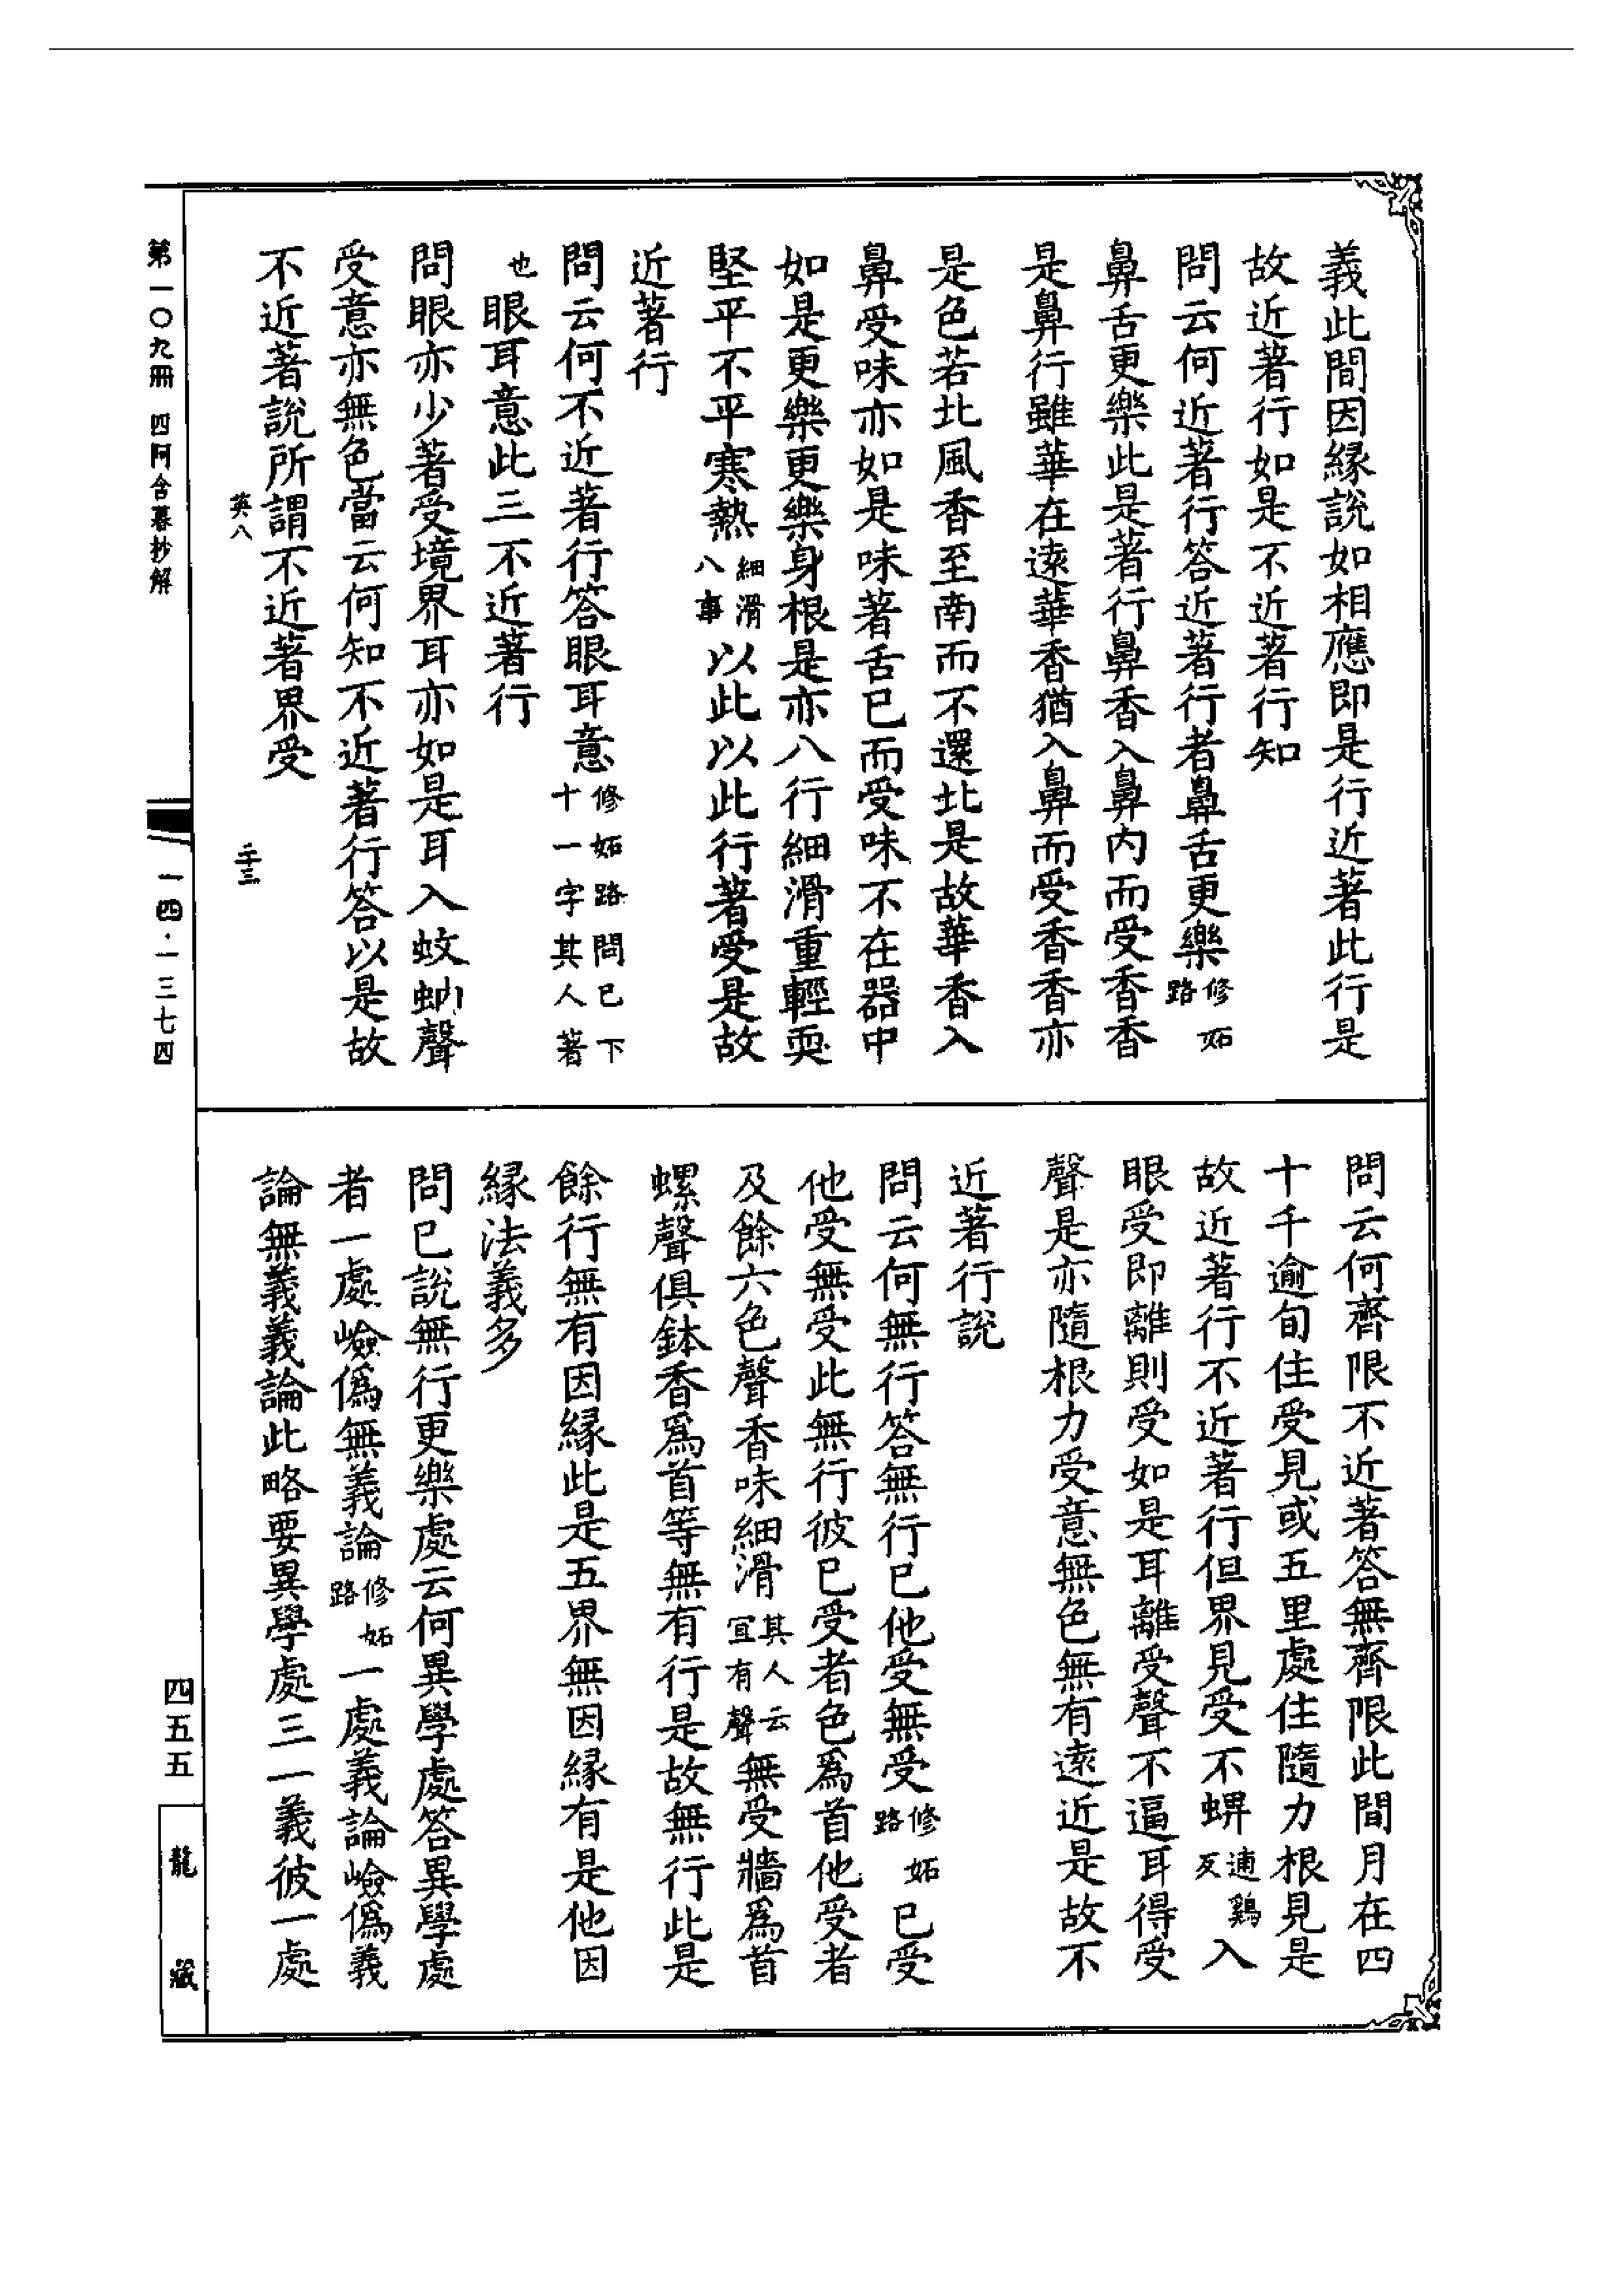 義此間因緣說如相應即是行近著此行是
故近著行如是不近著行知
問云何近著行答近著行者鼻舌更樂修妬路
鼻舌更樂此是著行鼻香入鼻內而受香香
是鼻行雖華在遠華香猶入鼻而受香香亦
是色若北風香至南而不還北是故華香入
鼻受味亦如是味著舌已而受味不在器中
如是更樂更樂身根是亦八行細滑重輕耎
堅平不平寒熱細滑八事以此以此行著受是故
近著行
問云何不近著行答眼耳意修妬路問已下十一字其人著
也眼耳意此三不近著行
問眼亦少著受境界耳亦如是耳入蚊蚋聲
受意亦無色當云何知不近著行答以是故
不近著說所謂不近著界受
英八
二十三
問云何齊限不近著答無齊限此間月在四
十千逾旬住受見或五里處住隨力根見是
故近著行不近著行但界見受不蜱逋鷄反入
眼受即離則受如是耳離受聲不逼耳得受
聲是亦隨根力受意無色無有遠近是故不
近著行說
問云何無行答無行已他受無受修妬路已受
他受無受此無行彼已受者色為首他受者
及餘六色聲香味細滑其人云宜有聲無受牆為首
螺聲俱鉢香為首等無有行是故無行此是
餘行無有因緣此是五界無因緣有是他因
緣法義多
問已說無行更樂處云何異學處答異學處
者一處嶮偽無義論修妬路一處義論嶮偽義
論無義義論此略要異學處三一義彼一處
第一〇九冊 四阿含暮抄解
一四·一三七四
四五五
龍藏